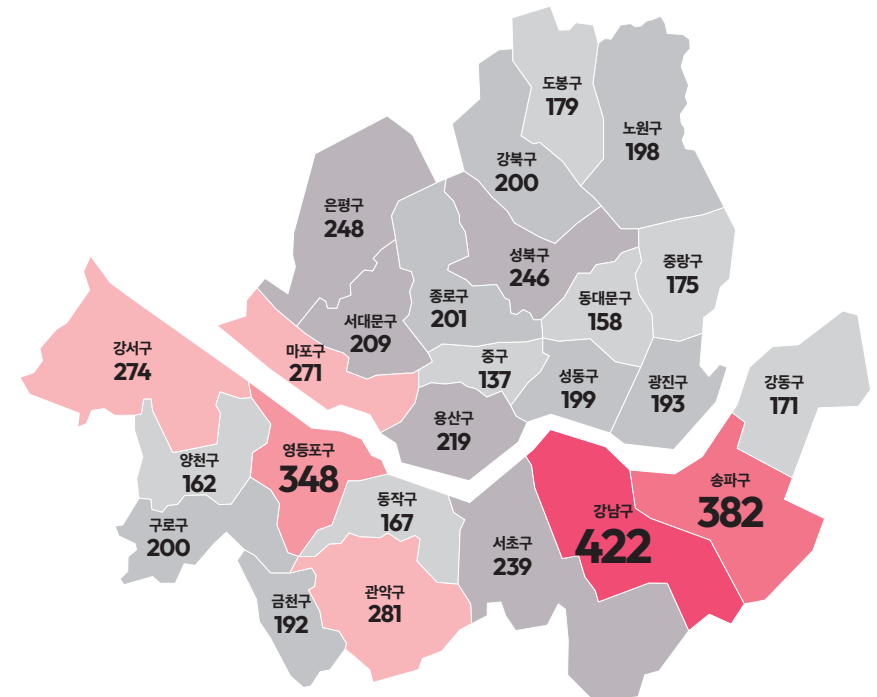 도봉구
179
노원구
198
강북구
200
은평구
248
성북구
246
중랑구
175
종로구
201
동대문구
158
서대문구
209
강서구
274
마포구
271
중구
137
성동구
199
광진구
193
강동구
171
용산구
219
영등포구
348
양천구
162
송파구
382
동작구
167
강남구
422
구로구
200
서초구
239
관악구
281
금천구
192